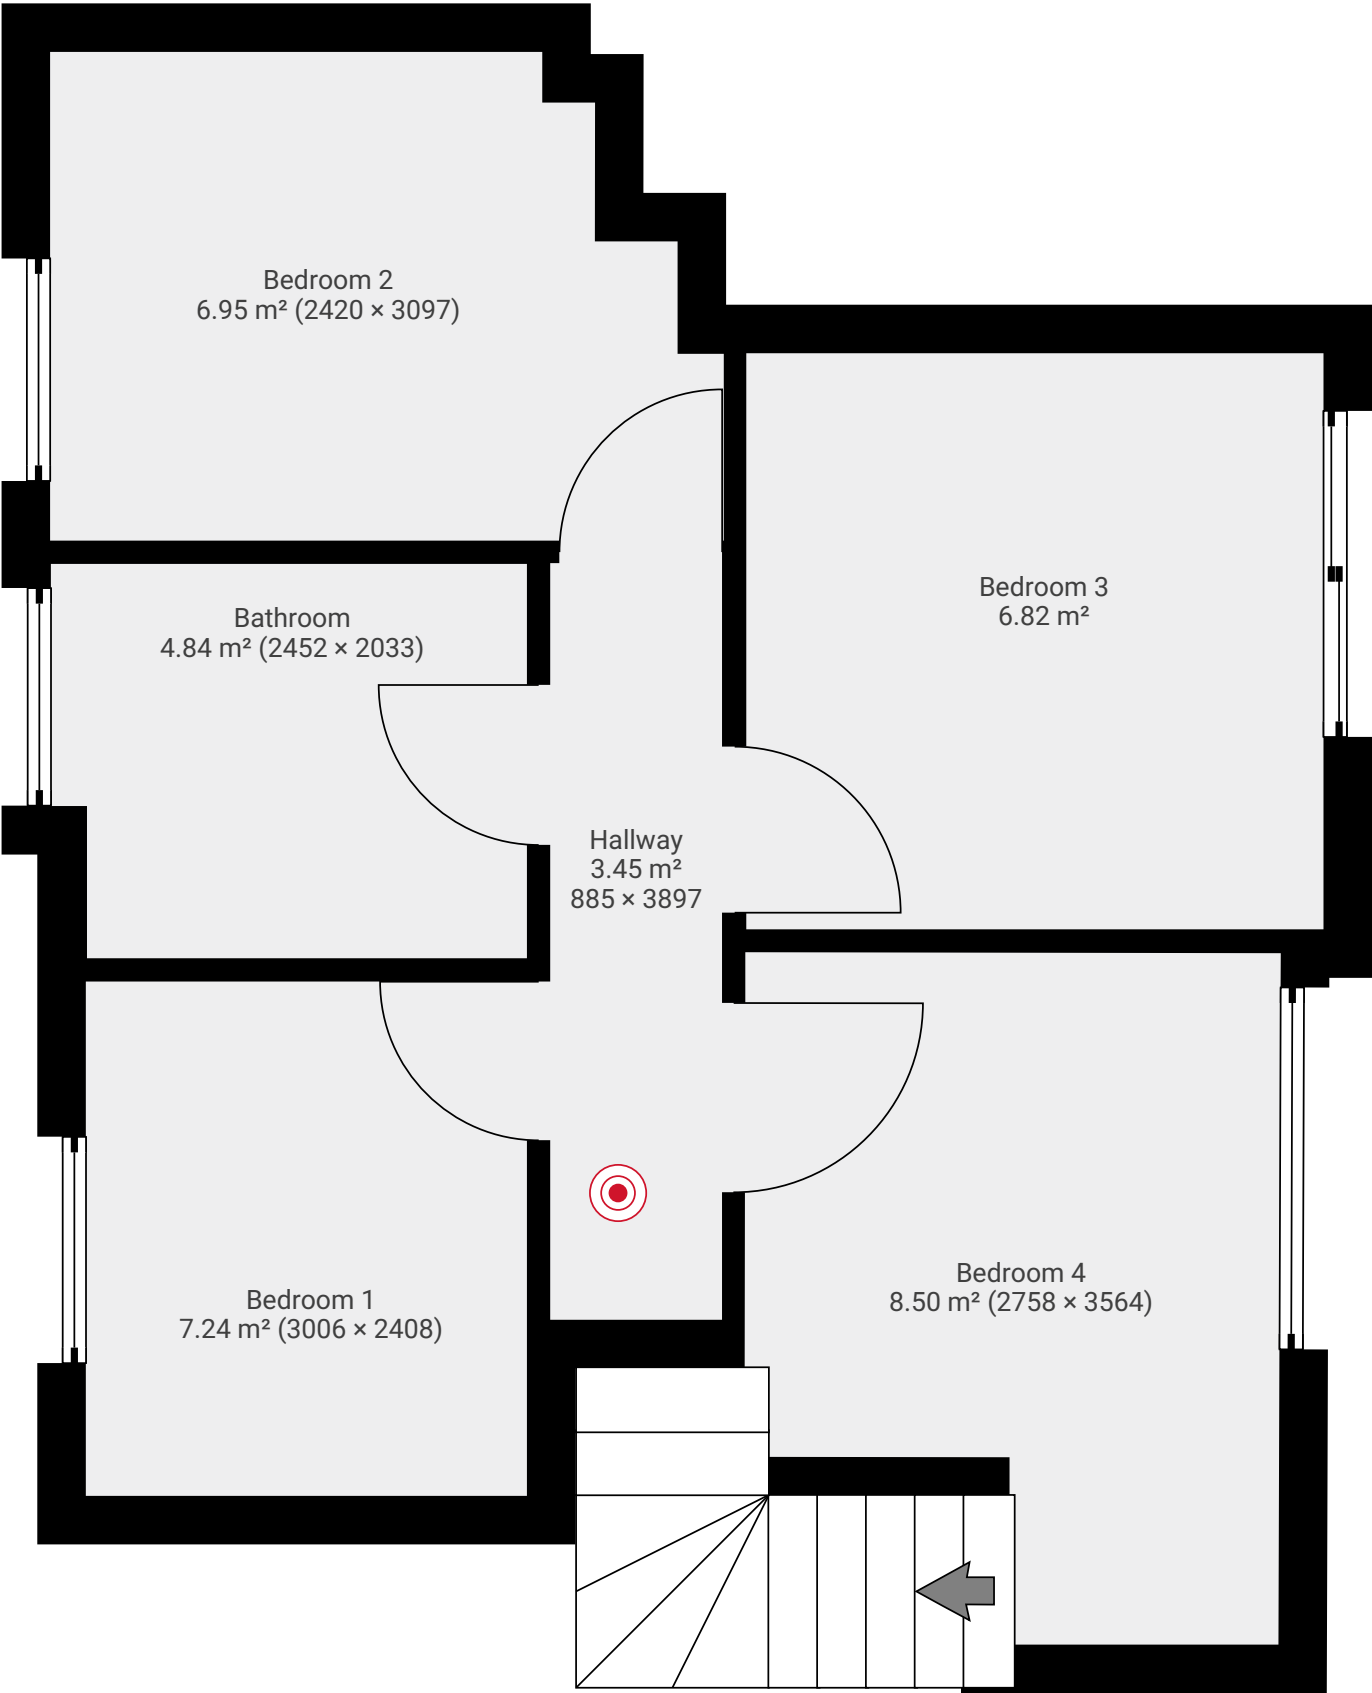 Bedroom 2
6.95 m² (2420 × 3097)
Bedroom 3
6.82 m²
Bathroom
4.84 m² (2452 × 2033)
Hallway
3.45 m²
885 × 3897
Bedroom 4
8.50 m² (2758 × 3564)
Bedroom 1
7.24 m² (3006 × 2408)